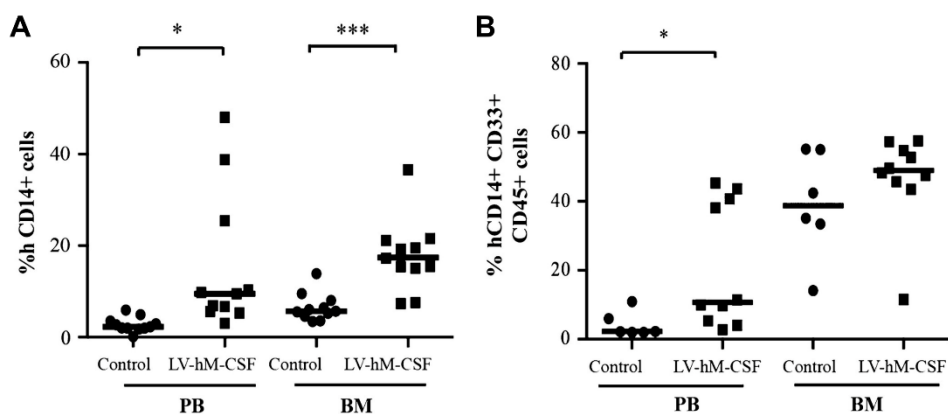 A
*
***
%h CD14+ cells
60
40
20
0
Control
LV-hM-CSF
Control
LV-hM-CSF
PB
BM
B
*
% hCD14+ CD33+
CD45+ cells
80
60
40
20
0
Control
LV-hM-CSF
Control
LV-hM-CSF
PB
BM